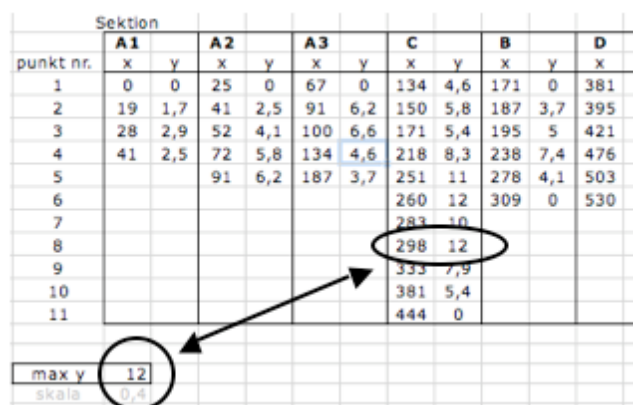 Sektion
A1 A2 A3 C B D
punkt nr. x y x y x y x y x y x
1 0 0 25 0 67 0 134 4,6 171 0 381
2 19 1,7 41 2,5 91 6,2 150 5,8 187 3,7 395
3 28 2,9 52 4,1 100 6,6 171 5,4 195 5 421
4 41 2,5 72 5,8 134 4,6 218 8,3 238 7,4 476
5 91 6,2 187 3,7 251 11 278 4,1 503
6 260 12 309 0 530
7 283 10
8 298 12
9 333 7,9
10 381 5,4
11 444 0
max y 12
skala 0,4